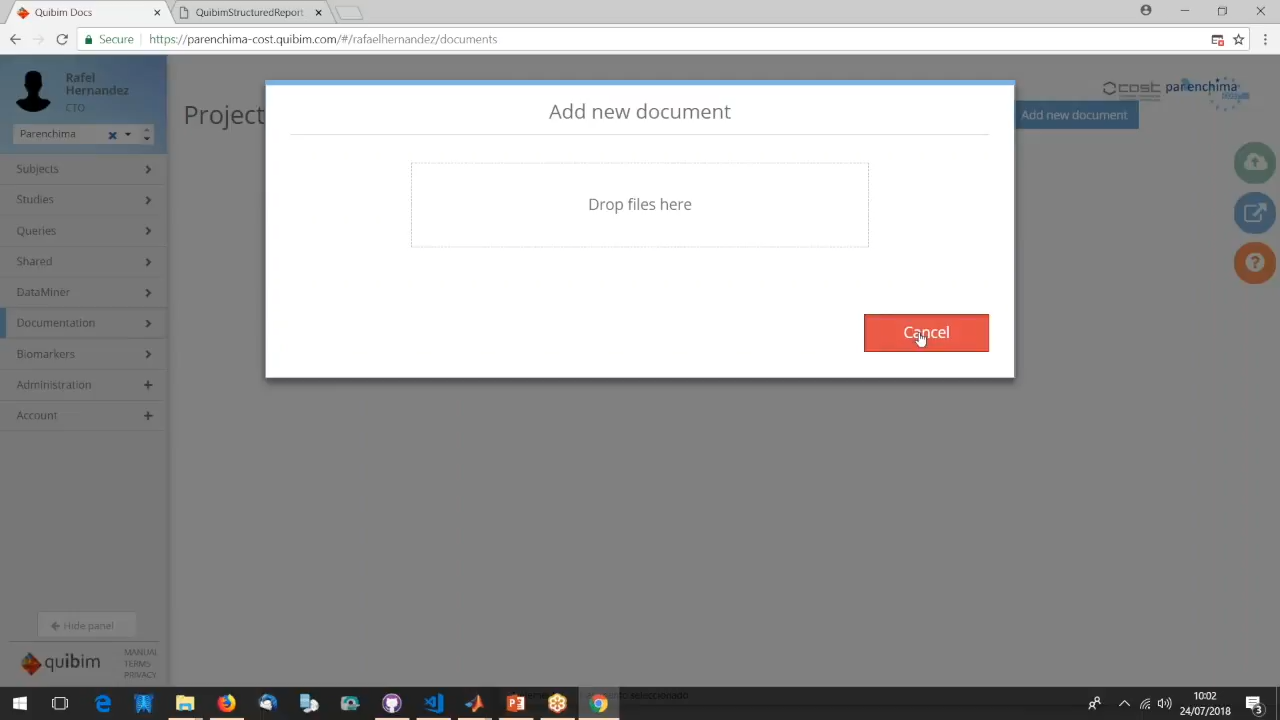 Quibim Docs
QuibimStructuredReport
Secure
https://parenchima-cost.quibim.com/#/rafaelhernandez/documents
Rafel
Hernandez
CTO
Parenchima
Subjects
Studies
Queries
Shared
DataMiner
Documentation
Biomarkers
Administration
Account
Hide panel
quibim
MANUAL
TERMS
PRIVACY
Project
cost parenchima
Add new document
Add new document
Drop files here
Cancel
10:02
24/07/2018
3